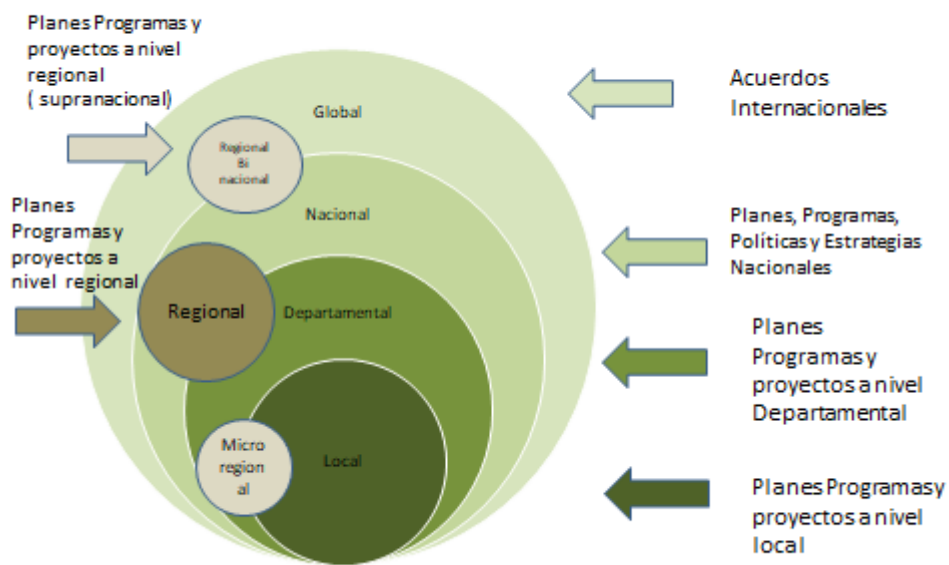 Planes Programas y
proyectos a nivel
regional
( supranacional)
Acuerdos
Internacionales
Global
Regional
Bi
nacional
Planes
Programas y
proyectos a
nivel regional
Nacional
Planes, Programas,
Políticas y Estrategias
Nacionales
Regional
Departamental
Planes
Programas y
proyectos a nivel
Departamental
Micro
region
al
Local
Planes Programas y
proyectos a nivel
local